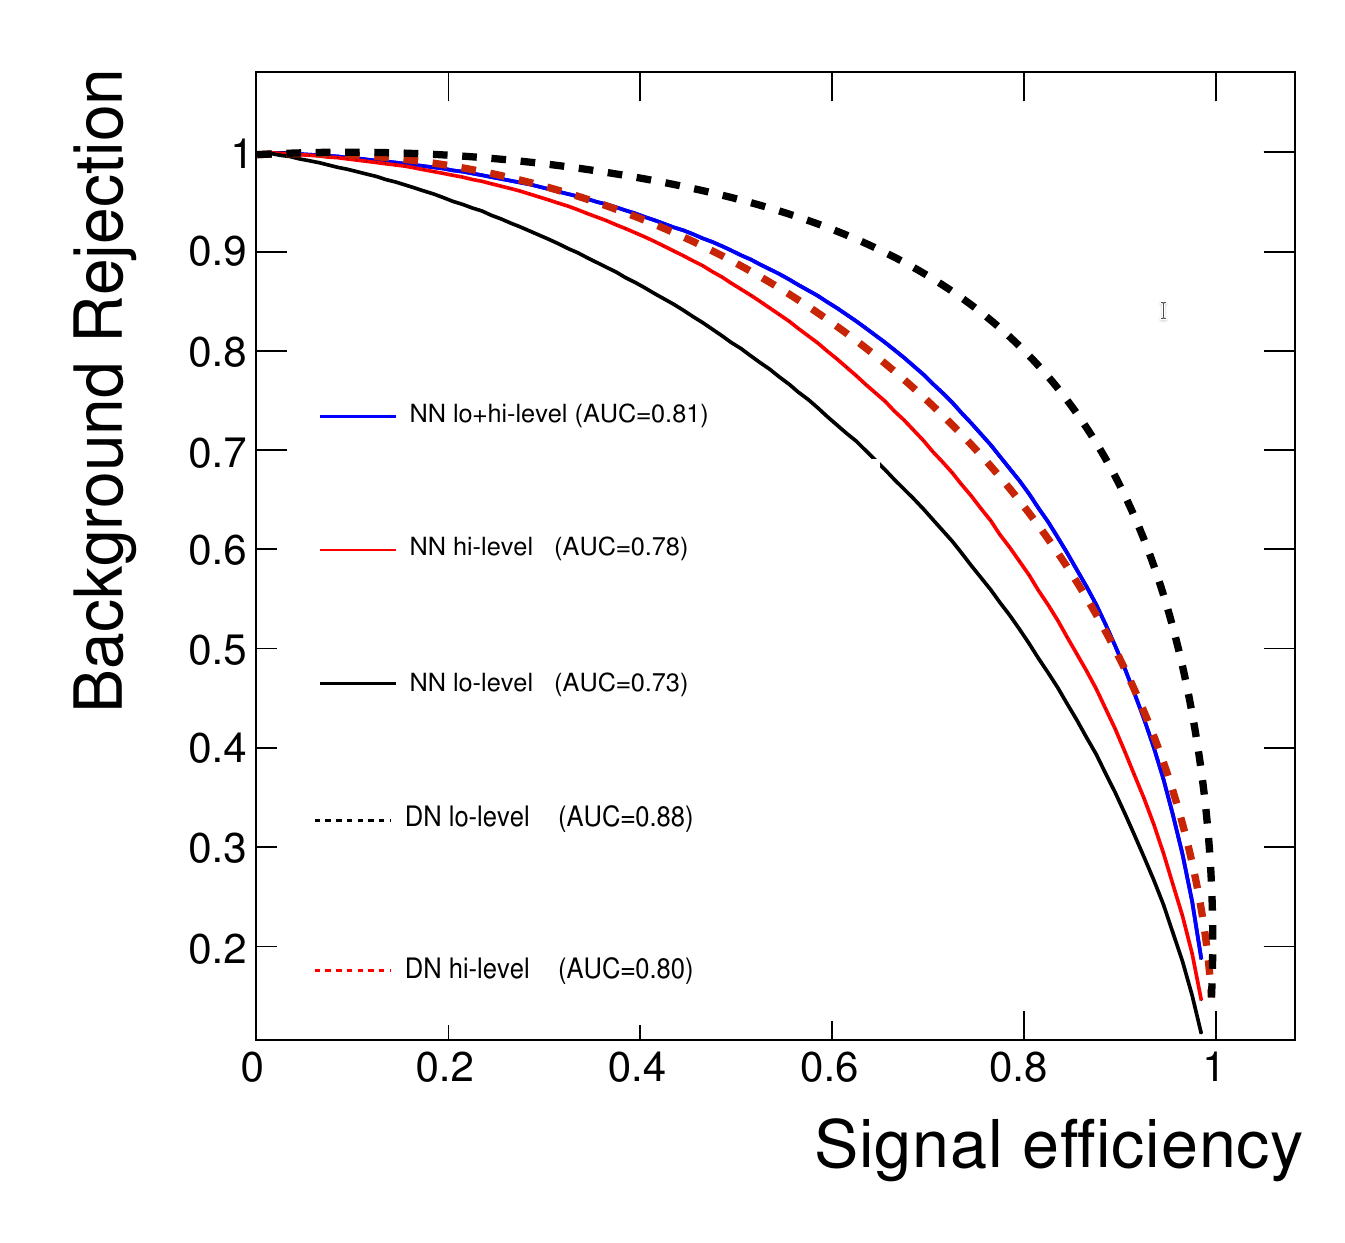 Background Rejection
1
0.9
0.8
0.7
0.6
0.5
0.4
0.3
0.2
NN lo+hi-level (AUC=0.81)
NN hi-level (AUC=0.78)
NN lo-level (AUC=0.73)
DN lo-level (AUC=0.88)
DN hi-level (AUC=0.80)
0 0.2 0.4 0.6 0.8 1
Signal efficiency